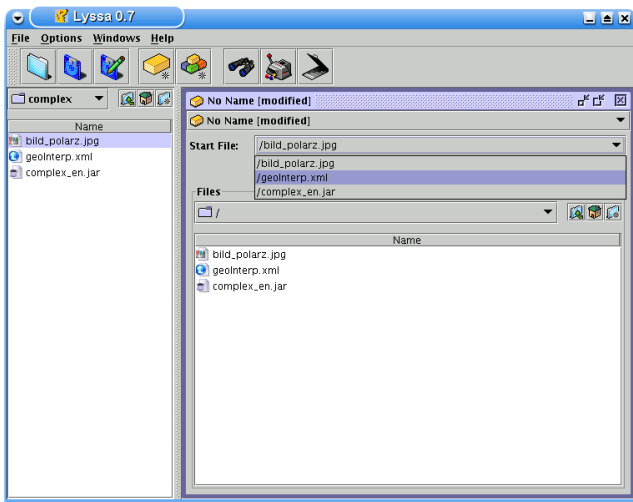 Lyssa 0.7
File Options Windows Help
complex
Name
bild_polarz.jpg
geoInterp.xml
complex_en.jar
No Name [modified]
No Name [modified]
Start File: /bild_polarz.jpg
/bild_polarz.jpg
/geoInterp.xml
/complex_en.jar
Files
/
Name
bild_polarz.jpg
geoInterp.xml
complex_en.jar